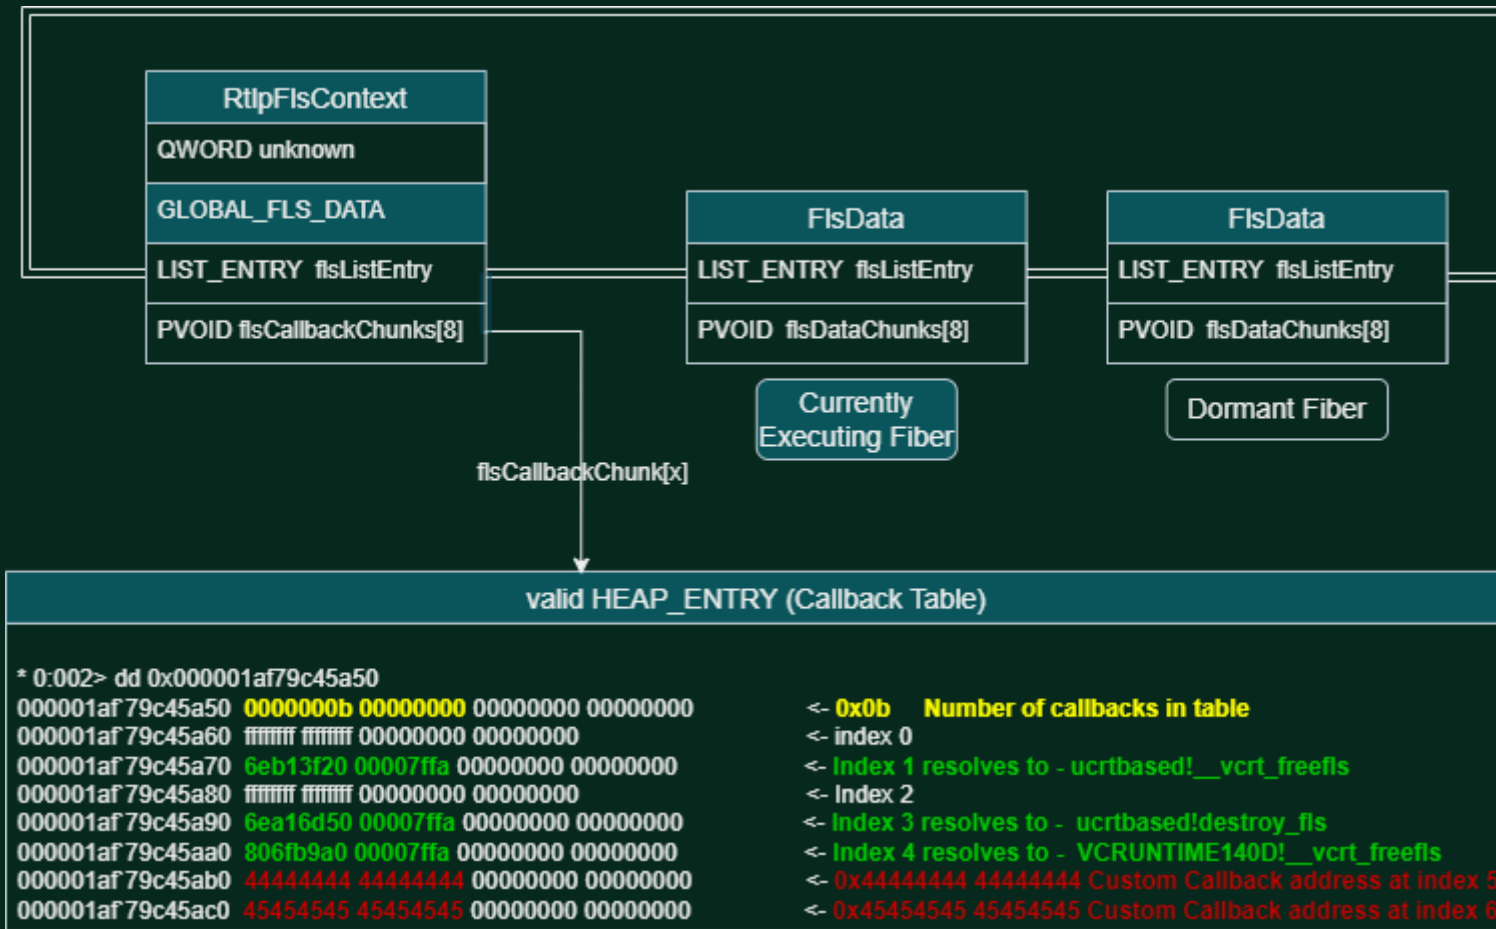 RtlpFlsContext
QWORD unknown
GLOBAL_FLS_DATA
LIST_ENTRY flsListEntry
PVOID flsCallbackChunks[8]
FlsData
LIST_ENTRY flsListEntry
PVOID flsDataChunks[8]
Currently
Executing Fiber
FlsData
LIST_ENTRY flsListEntry
PVOID flsDataChunks[8]
Dormant Fiber
flsCallbackChunk[x]
valid HEAP_ENTRY (Callback Table)
* 0:002> dd 0x000001af79c45a50
000001af`79c45a50 0000000b 00000000 00000000 00000000 <- 0x0b Number of callbacks in table
000001af`79c45a60 ffffffff ffffffff 00000000 00000000 <- index 0
000001af`79c45a70 6eb13f20 00007ffa 00000000 00000000 <- Index 1 resolves to - ucrtbased!__vcrt_freefls
000001af`79c45a80 ffffffff ffffffff 00000000 00000000 <- Index 2
000001af`79c45a90 6ea16d50 00007ffa 00000000 00000000 <- Index 3 resolves to - ucrtbased!destroy_fls
000001af`79c45aa0 806fb9a0 00007ffa 00000000 00000000 <- Index 4 resolves to - VCRUNTIME140D!__vcrt_freefls
000001af`79c45ab0 44444444 44444444 00000000 00000000 <- 0x44444444 44444444 Custom Callback address at index 5
000001af`79c45ac0 45454545 45454545 00000000 00000000 <- 0x45454545 45454545 Custom Callback address at index 6